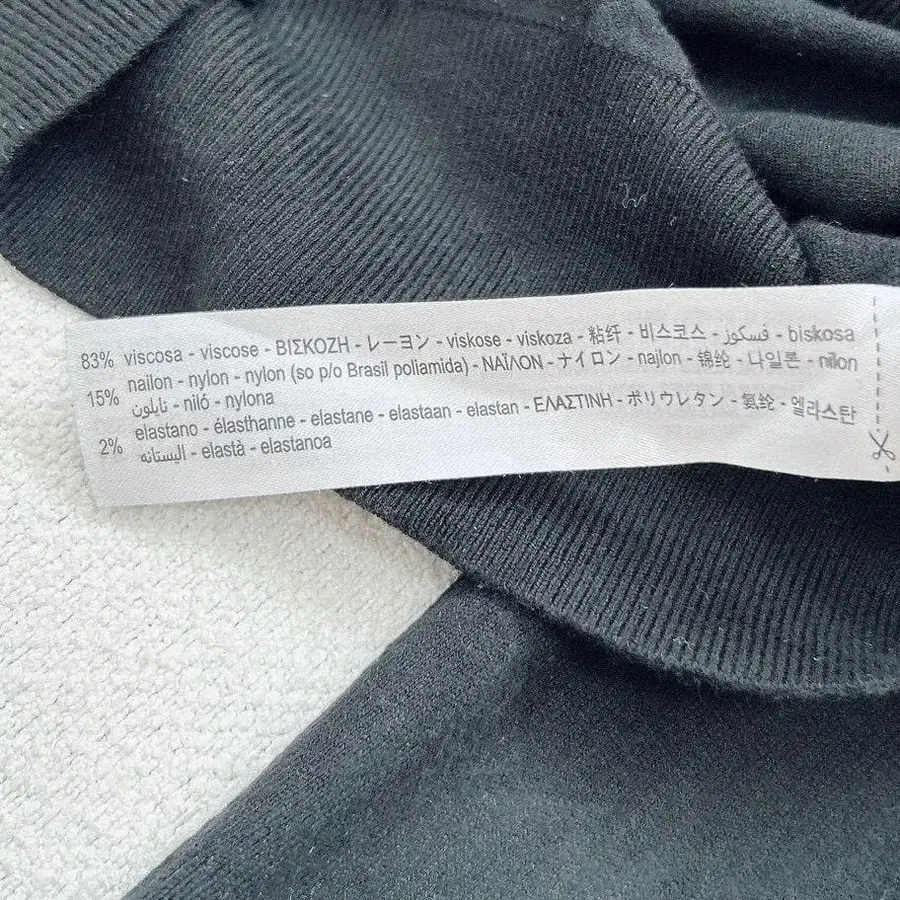 83% viscosa - viscose - ΒΙΣΚΟΖΗ - レーヨン - viskose - viskoza - 粘纤 - 비스코스 - فسكوز - biskosa
15% nailon - nylon - nylon (so p/o Brasil poliamida) - ΝΑΪΛΟΝ - ナイロン - najlon - 锦纶 - 나일론 - nilon
نايلون - niló - nylona
2% elastano - élasthanne - elastane - elastaan - elastan - ΕΛΑΣΤΙΝΗ - ポリウレタン - 氨纶 - 엘라스탄
اليستانه - elastà - elastanoa